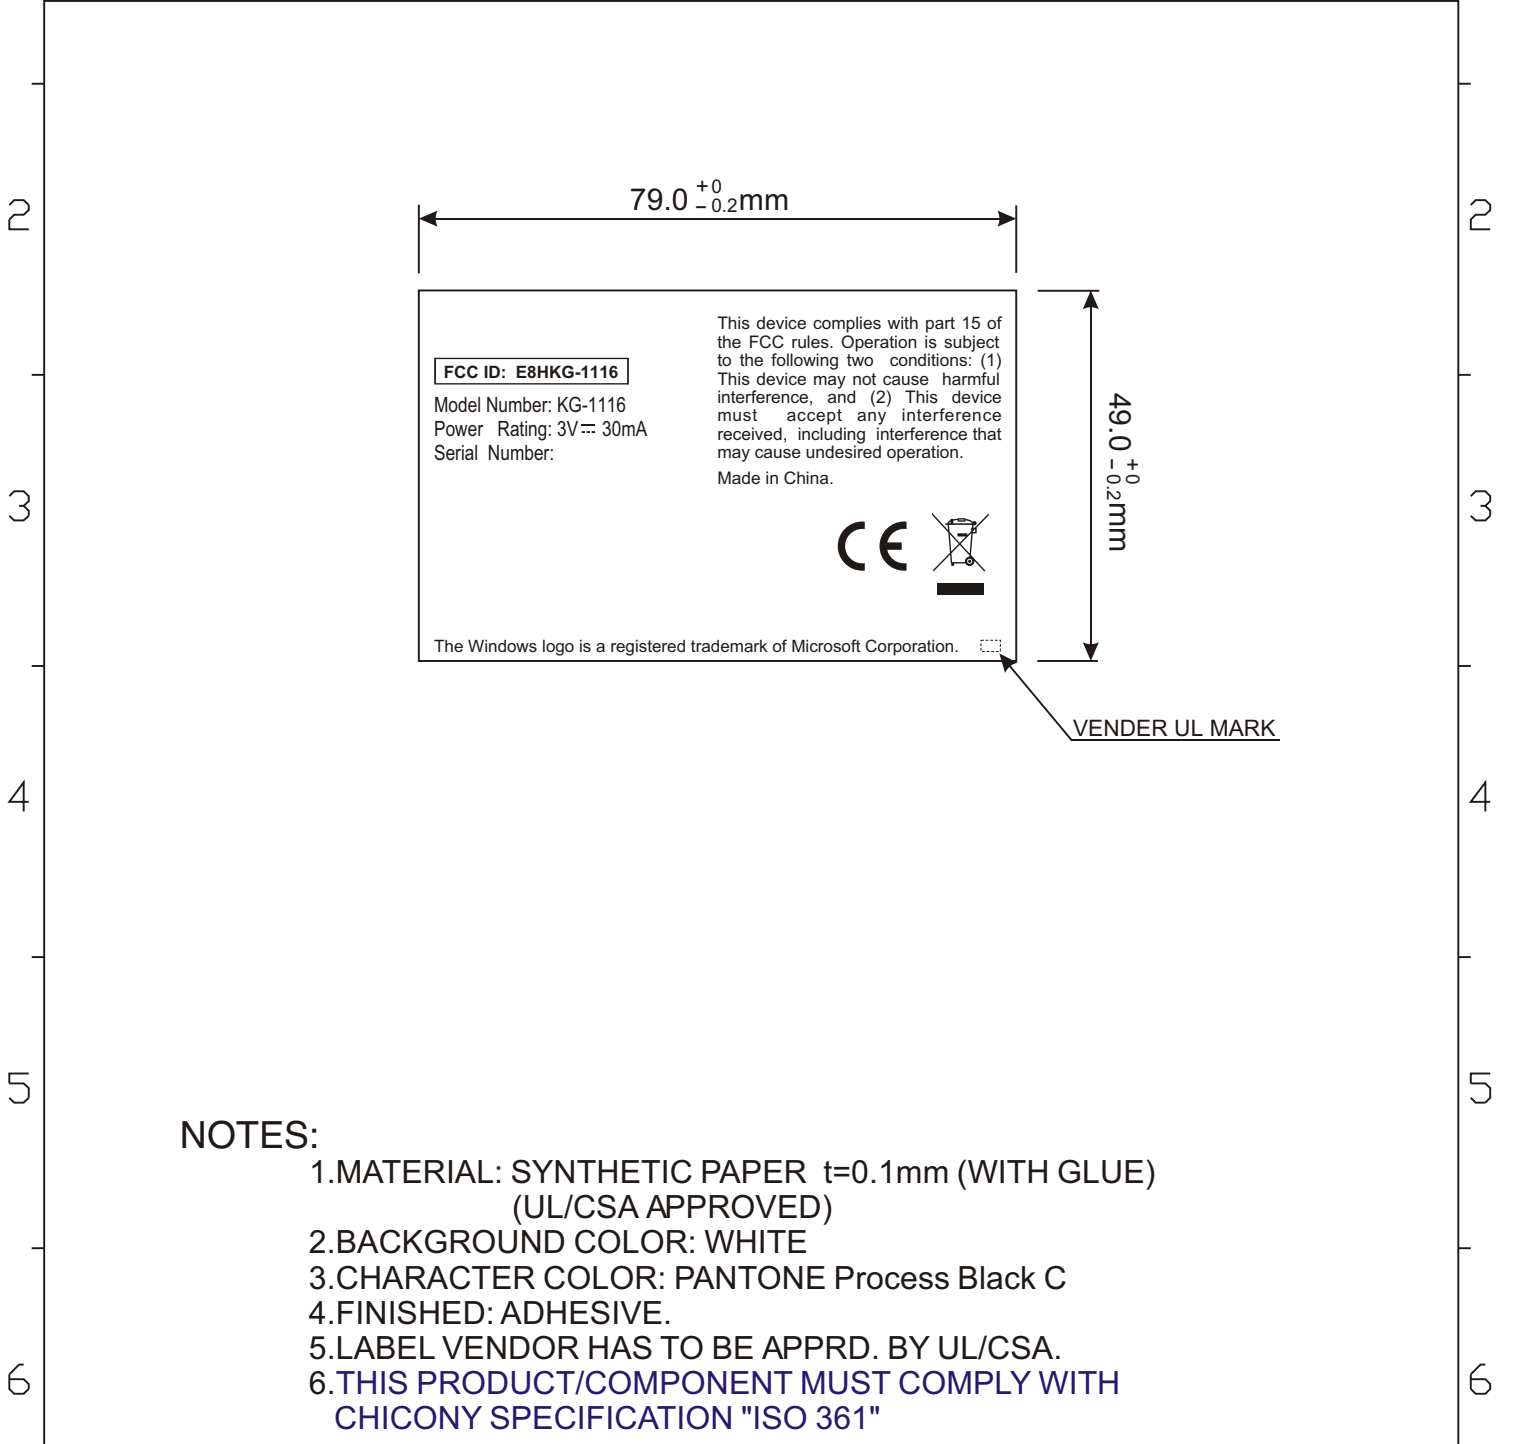 79.0 +0 -0.2 mm
2
2
This device complies with part 15 of
the FCC rules. Operation is subject
to the following two conditions: (1)
This device may not cause harmful
interference, and (2) This device
must accept any interference
received, including interference that
may cause undesired operation.
Made in China.
FCC ID: E8HKG-1116
Model Number: KG-1116
Power Rating: 3V⎓ 30mA
Serial Number:
49.0 +0 -0.2 mm
3
3
CE
The Windows logo is a registered trademark of Microsoft Corporation.
VENDER UL MARK
4
4
5
5
NOTES:
1.MATERIAL: SYNTHETIC PAPER t=0.1mm (WITH GLUE)
(UL/CSA APPROVED)
2.BACKGROUND COLOR: WHITE
3.CHARACTER COLOR: PANTONE Process Black C
4.FINISHED: ADHESIVE.
5.LABEL VENDOR HAS TO BE APPRD. BY UL/CSA.
6
6
6.THIS PRODUCT/COMPONENT MUST COMPLY WITH
CHICONY SPECIFICATION "ISO 361"